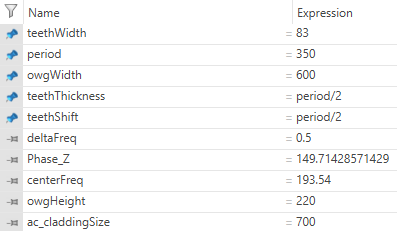 Name Expression
teethWidth = 83
period = 350
owgWidth = 600
teethThickness = period/2
teethShift = period/2
deltaFreq = 0.5
Phase_Z = 149.71428571429
centerFreq = 193.54
owgHeight = 220
ac_claddingSize = 700